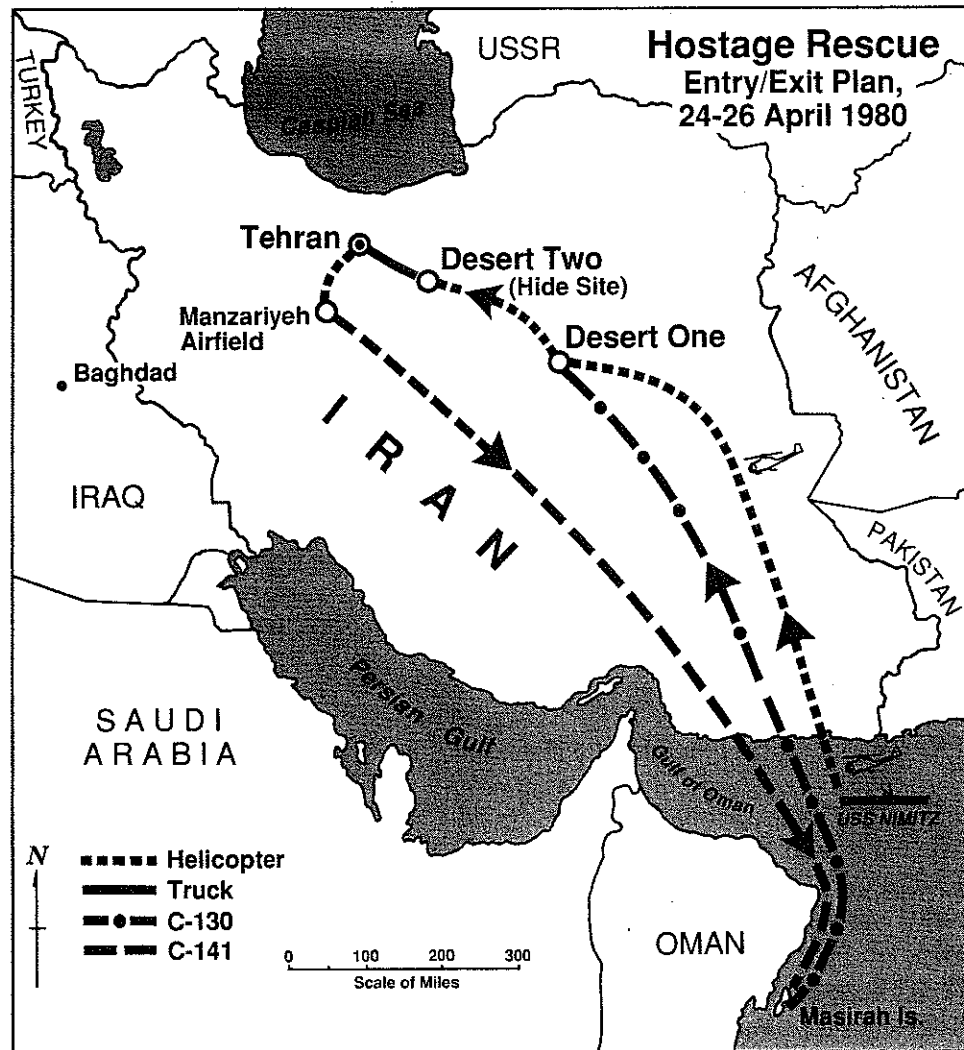 Hostage Rescue
Entry/Exit Plan,
24-26 April 1980
USSR
TURKEY
Caspian Sea
Tehran
Desert Two
(Hide Site)
Manzariyeh
Airfield
Desert One
AFGHANISTAN
Baghdad
IRAN
IRAQ
PAKISTAN
SAUDI
ARABIA
Persian
Gulf
Gulf of Oman
USS NIMITZ
N
Helicopter
Truck
C-130
C-141
0 100 200 300
Scale of Miles
OMAN
Masirah Is.